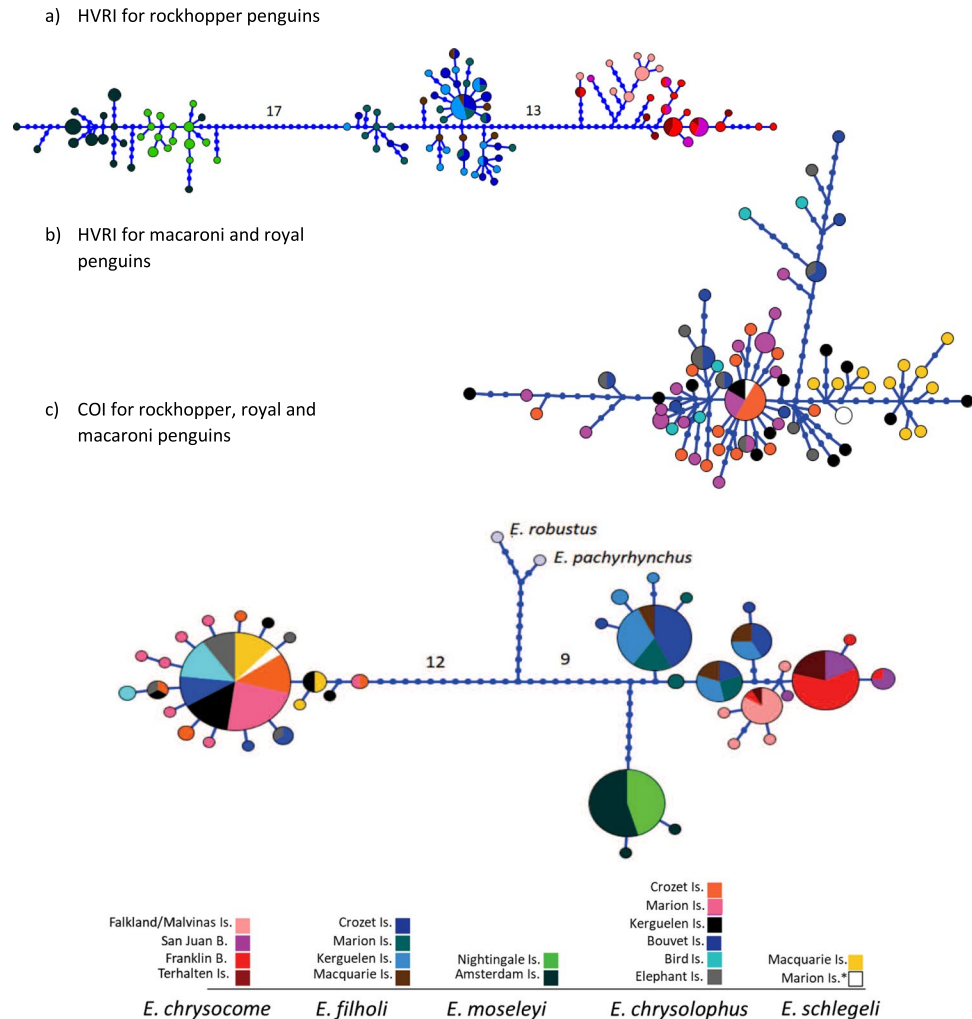 a) HVRI for rockhopper penguins
17
13
b) HVRI for macaroni and royal
penguins
c) COI for rockhopper, royal and
macaroni penguins
E. robustus
E. pachyrhynchus
12
9
Falkland/Malvinas Is.
San Juan B.
Franklin B.
Terhalten Is.
E. chrysocome
Crozet Is.
Marion Is.
Kerguelen Is.
Macquarie Is.
E. filholi
Nightingale Is.
Amsterdam Is.
E. moseleyi
Crozet Is.
Marion Is.
Kerguelen Is.
Bouvet Is.
Bird Is.
Elephant Is.
E. chrysolophus
Macquarie Is.
Marion Is.*
E. schlegeli